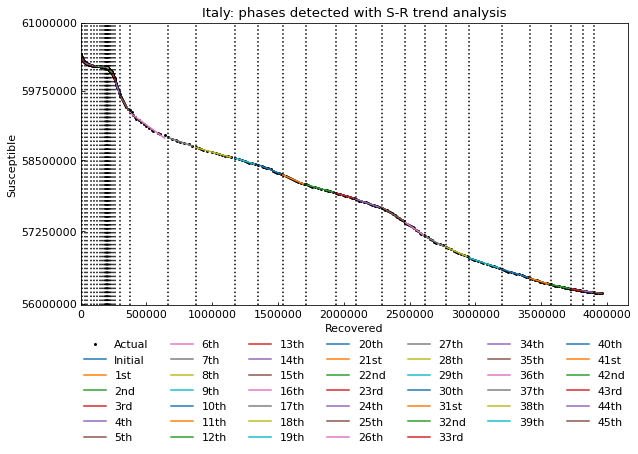 Italy: phases detected with S-R trend analysis
61000000
59750000
58500000
57250000
56000000
Susceptible
0 500000 1000000 1500000 2000000 2500000 3000000 3500000 4000000
Recovered
Actual 6th 13th 20th 27th 34th 40th
Initial 7th 14th 21st 28th 35th 41st
1st 8th 15th 22nd 29th 36th 42nd
2nd 9th 16th 23rd 30th 37th 43rd
3rd 10th 17th 24th 31st 38th 44th
4th 11th 18th 25th 32nd 39th 45th
5th 12th 19th 26th 33rd